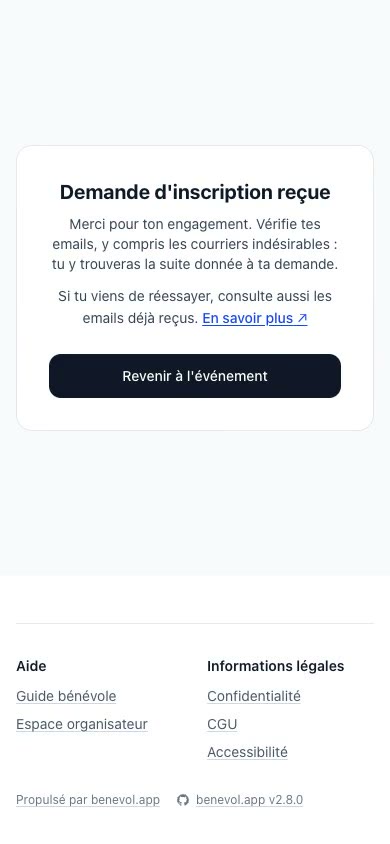 Demande d'inscription reçue
Merci pour ton engagement. Vérifie tes
emails, y compris les courriers indésirables :
tu y trouveras la suite donnée à ta demande.
Si tu viens de réessayer, consulte aussi les
emails déjà reçus. En savoir plus ↗
Revenir à l'événement
Aide
Guide bénévole
Espace organisateur
Informations légales
Confidentialité
CGU
Accessibilité
Propulsé par benevol.app
benevol.app v2.8.0